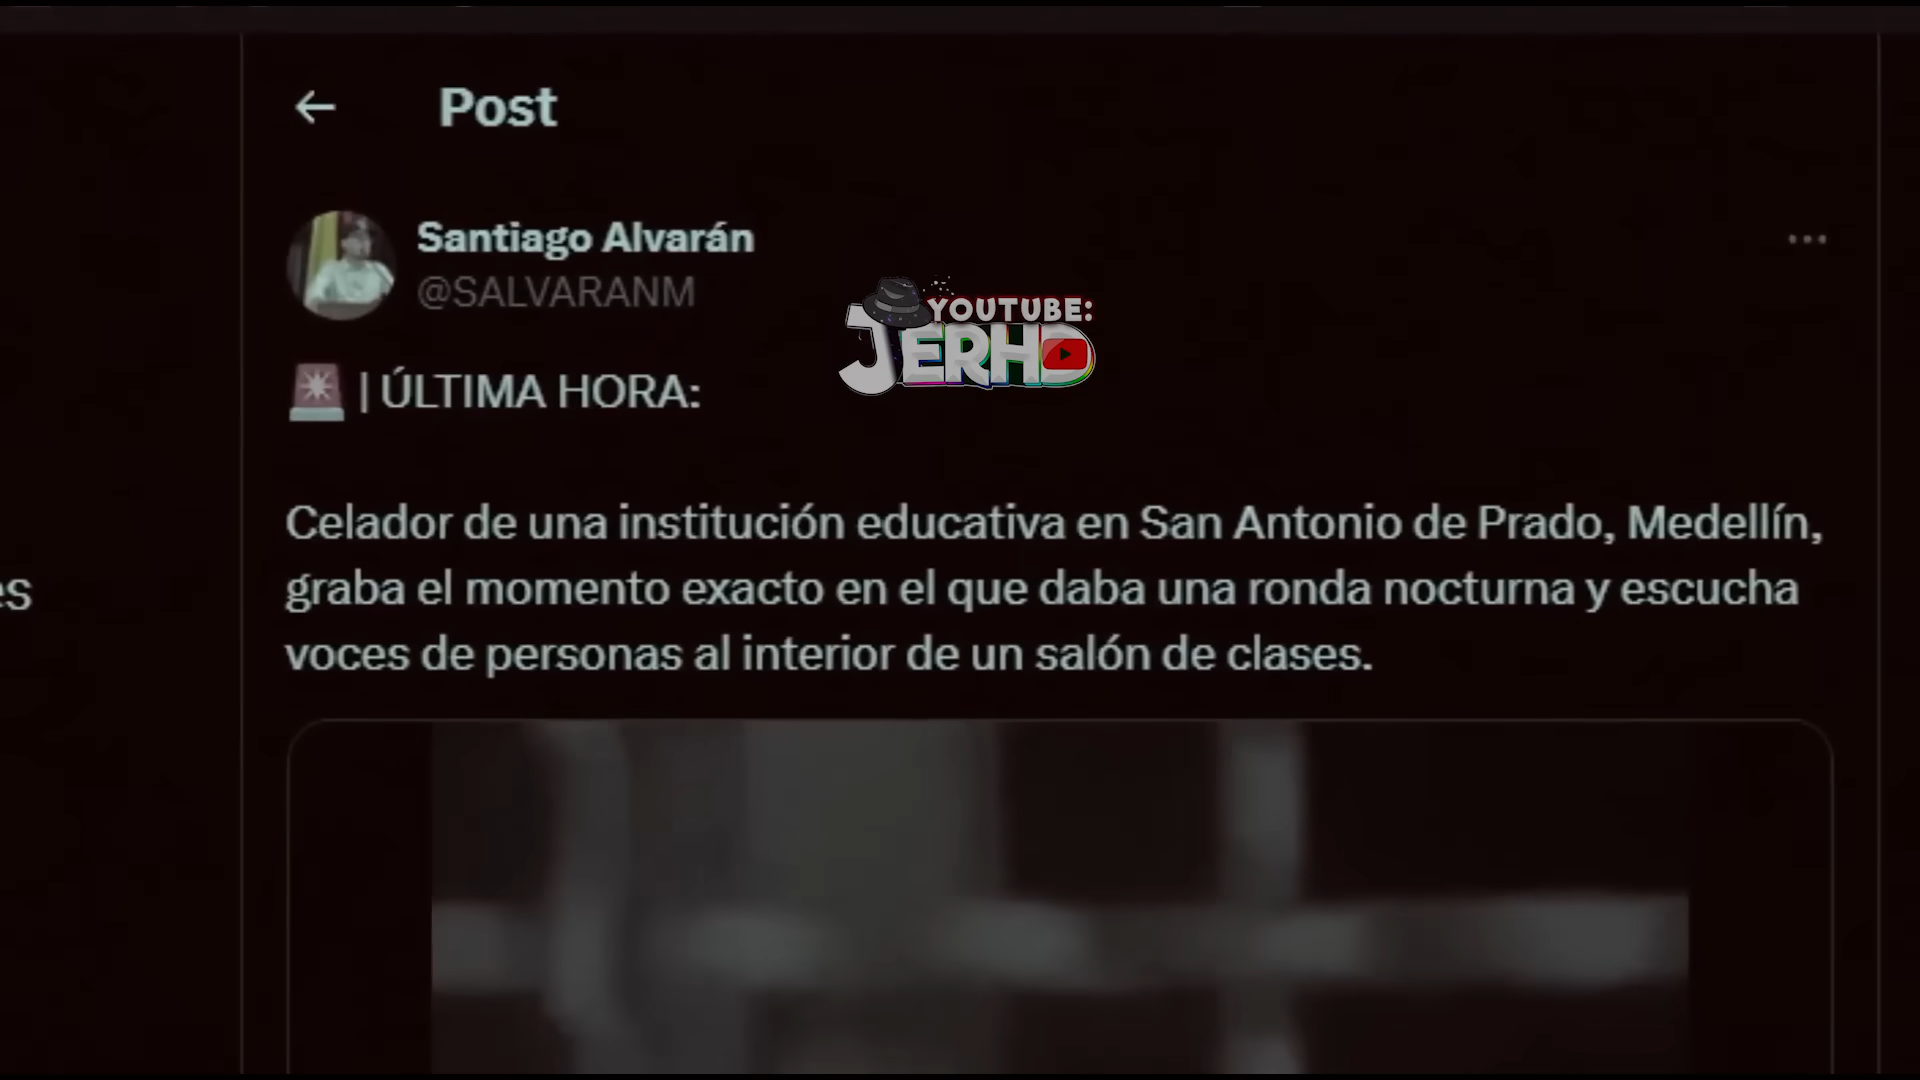 Post
Santiago Alvarán
@SALVARANM
YOUTUBE:
JERHD
| ÚLTIMA HORA:
Celador de una institución educativa en San Antonio de Prado, Medellín,
graba el momento exacto en el que daba una ronda nocturna y escucha
voces de personas al interior de un salón de clases.